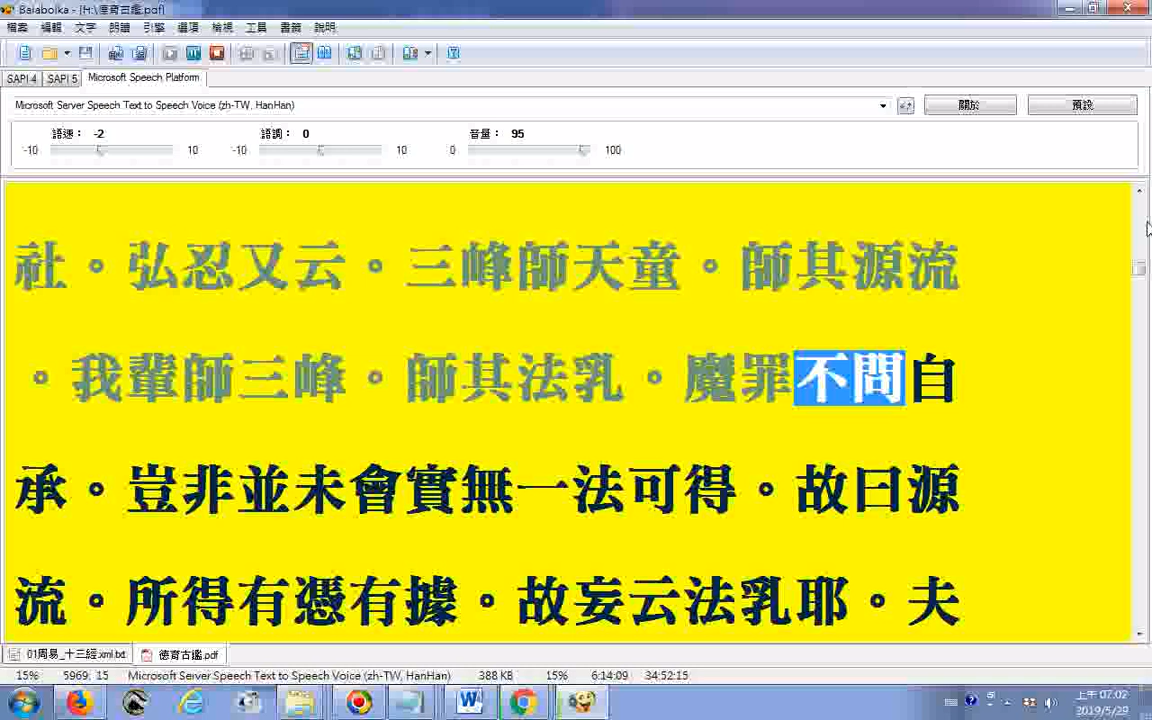 Balabolka - [H:\德育古鑑.pdf]
檔案 編輯 文字 朗讀 引擎 選項 檢視 工具 書籤 說明
SAPI 4 SAPI 5 Microsoft Speech Platform
Microsoft Server Speech Text to Speech Voice (zh-TW, HanHan) 關於 預設
語速: -2 語調: 0 音量: 95
-10 10 -10 10 0 100
社。弘忍又云。三峰師天童。師其源流
。我輩師三峰。師其法乳。魔罪不問自
承。豈非並未會實無一法可得。故曰源
流。所得有憑有據。故妄云法乳耶。夫
01周易_十三經.xml.bxt 德育古鑑.pdf
15% 5969, 15 Microsoft Server Speech Text to Speech Voice (zh-TW, HanHan) 388 KB 15% 6:14:09 34:52:15
上午 07:02
2019/5/29